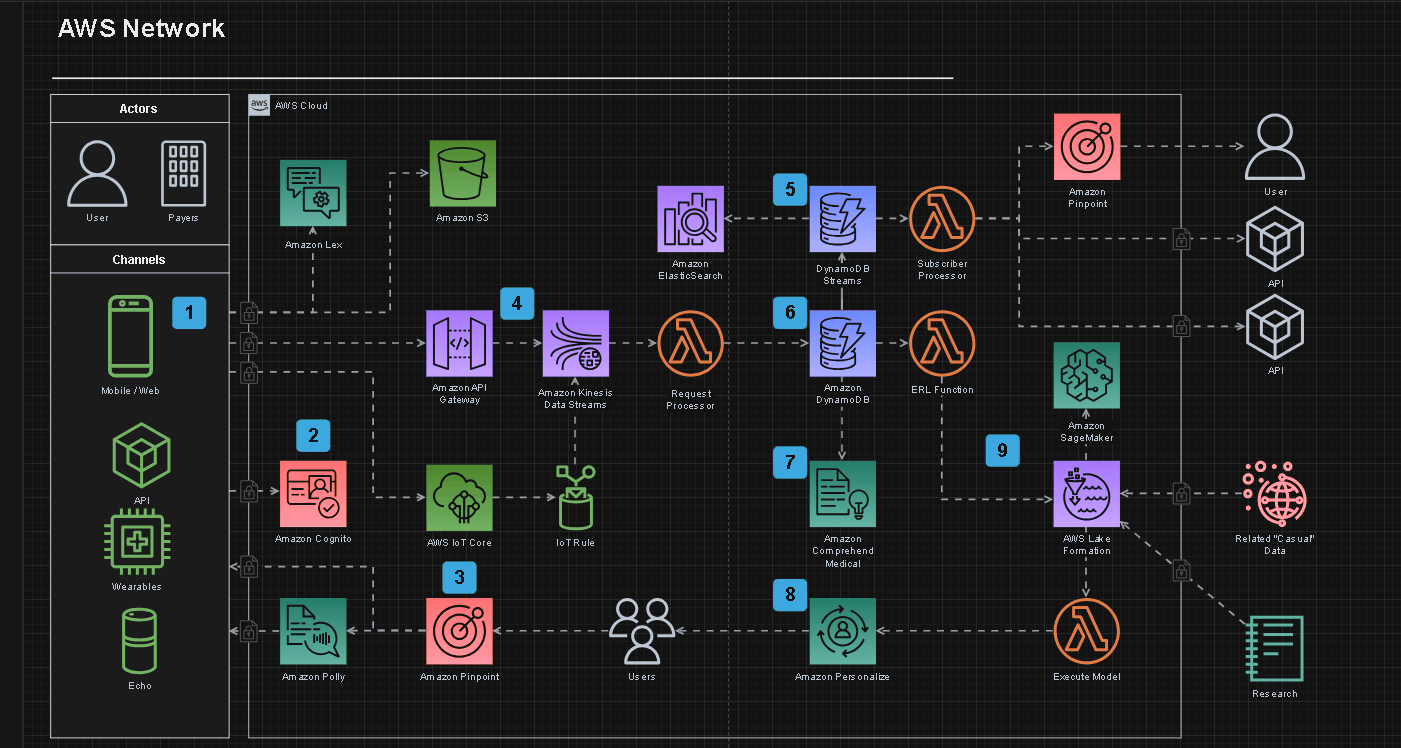 AWS Network
Actors
User
Payers
Channels
1
Mobile / Web
API
Wearables
Echo
aws
AWS Cloud
Amazon Lex
Amazon S3
4
Amazon API
Gateway
Amazon Kinesis
Data Streams
Request
Processor
2
Amazon Cognito
AWS IoT Core
IoT Rule
3
Amazon Polly
Amazon Pinpoint
Users
Amazon
ElasticSearch
5
DynamoDB
Streams
Subscriber
Processor
6
Amazon
DynamoDB
ERL Function
7
Amazon
Comprehend
Medical
8
Amazon Personalize
9
Amazon
Pinpoint
Amazon
SageMaker
AWS Lake
Formation
Execute Model
User
API
API
Related "Casual"
Data
Research